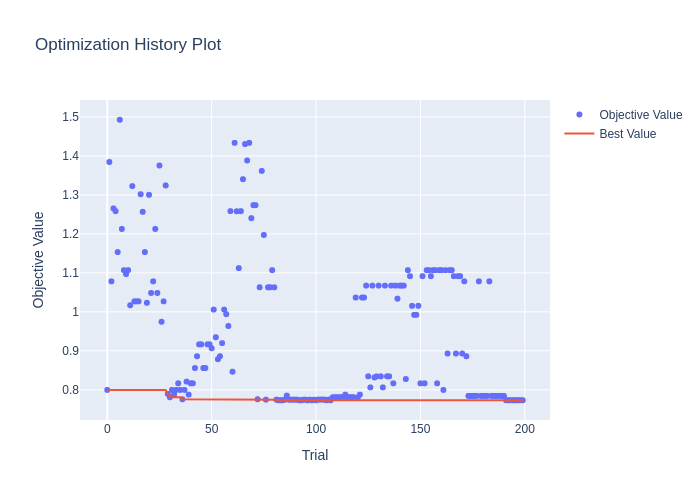 Optimization History Plot
Objective Value
Best Value
1.5
1.4
1.3
1.2
1.1
1
0.9
0.8
Objective Value
0
50
100
150
200
Trial